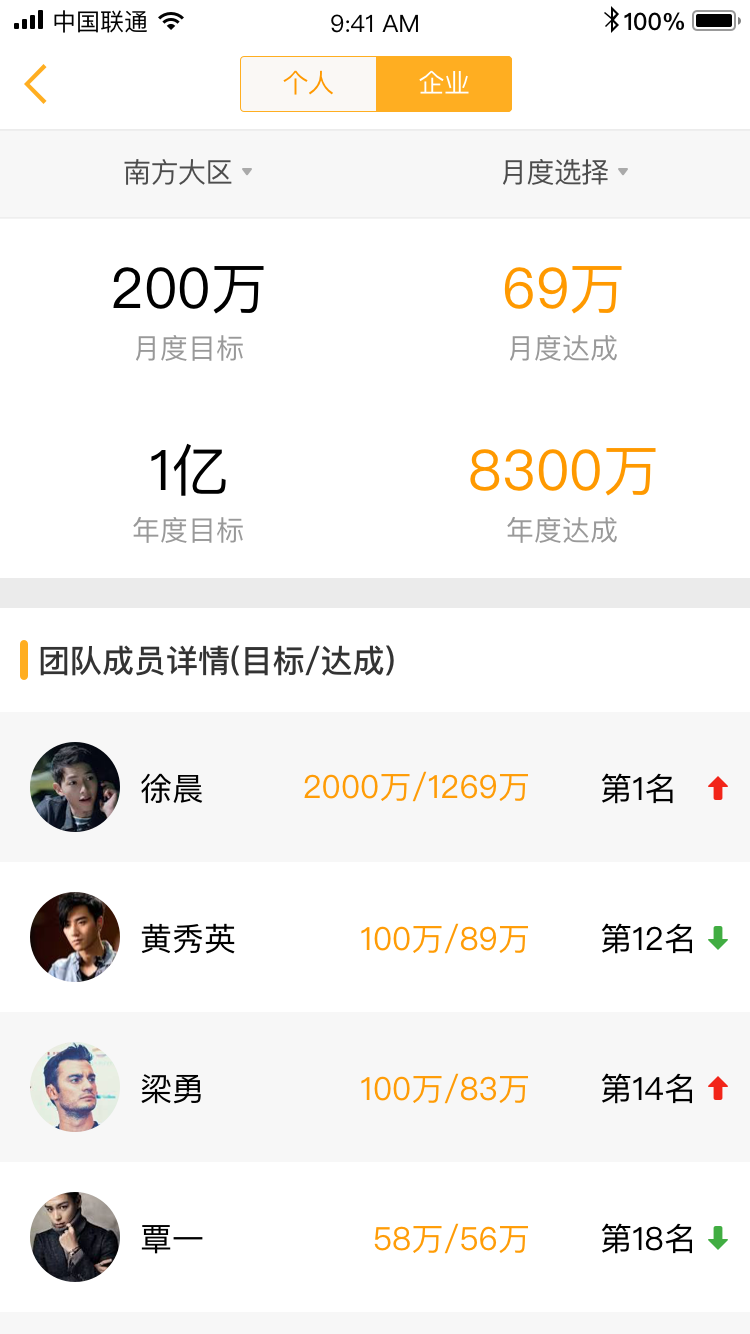 中国联通 9:41 AM 100%
个人 企业
南方大区 月度选择
200万 69万
月度目标 月度达成
1亿 8300万
年度目标 年度达成
团队成员详情(目标/达成)
徐晨 2000万/1269万 第1名
黄秀英 100万/89万 第12名
梁勇 100万/83万 第14名
覃一 58万/56万 第18名